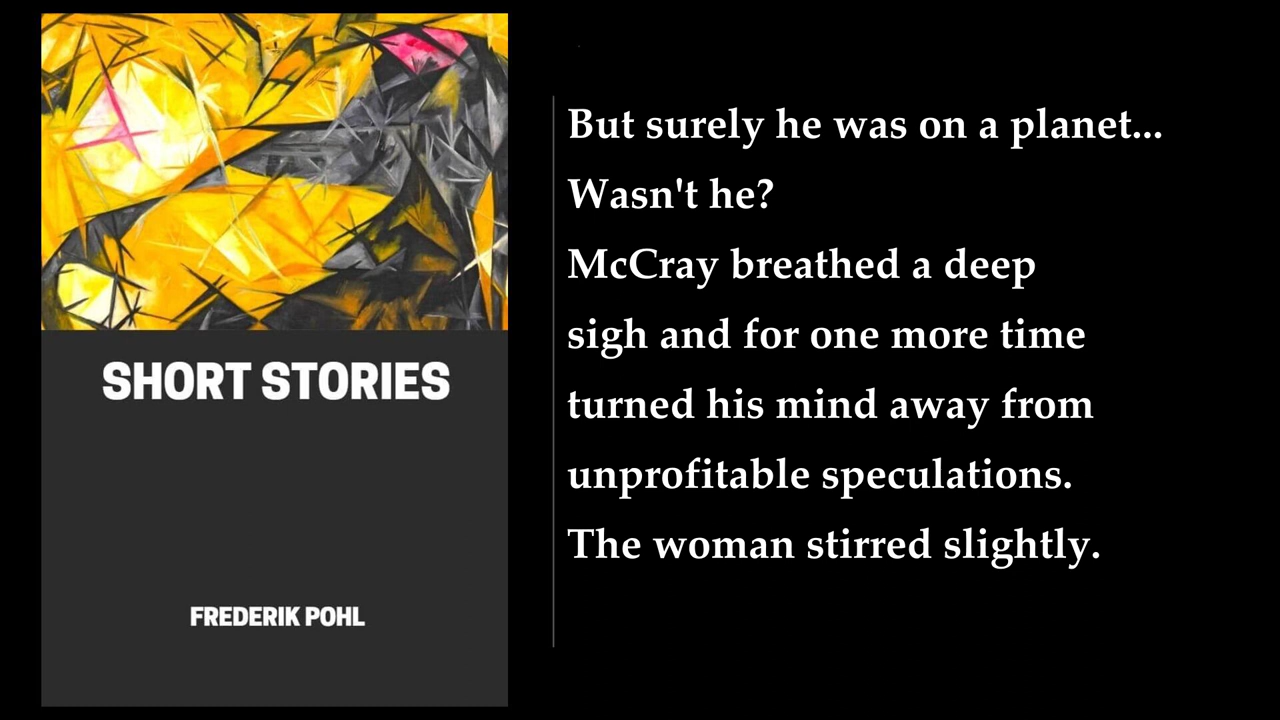 SHORT STORIES
FREDERIK POHL
But surely he was on a planet...
Wasn't he?
McCray breathed a deep
sigh and for one more time
turned his mind away from
unprofitable speculations.
The woman stirred slightly.